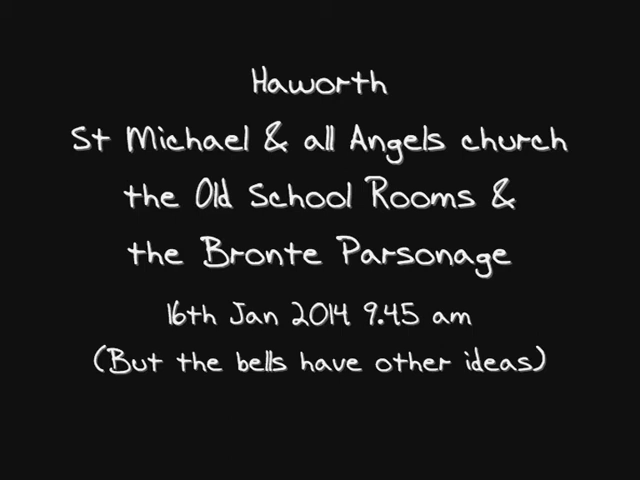 Haworth
St Michael & all Angels church
the Old School Rooms &
the Bronte Parsonage
16th Jan 2014 9.45 am
(But the bells have other ideas)